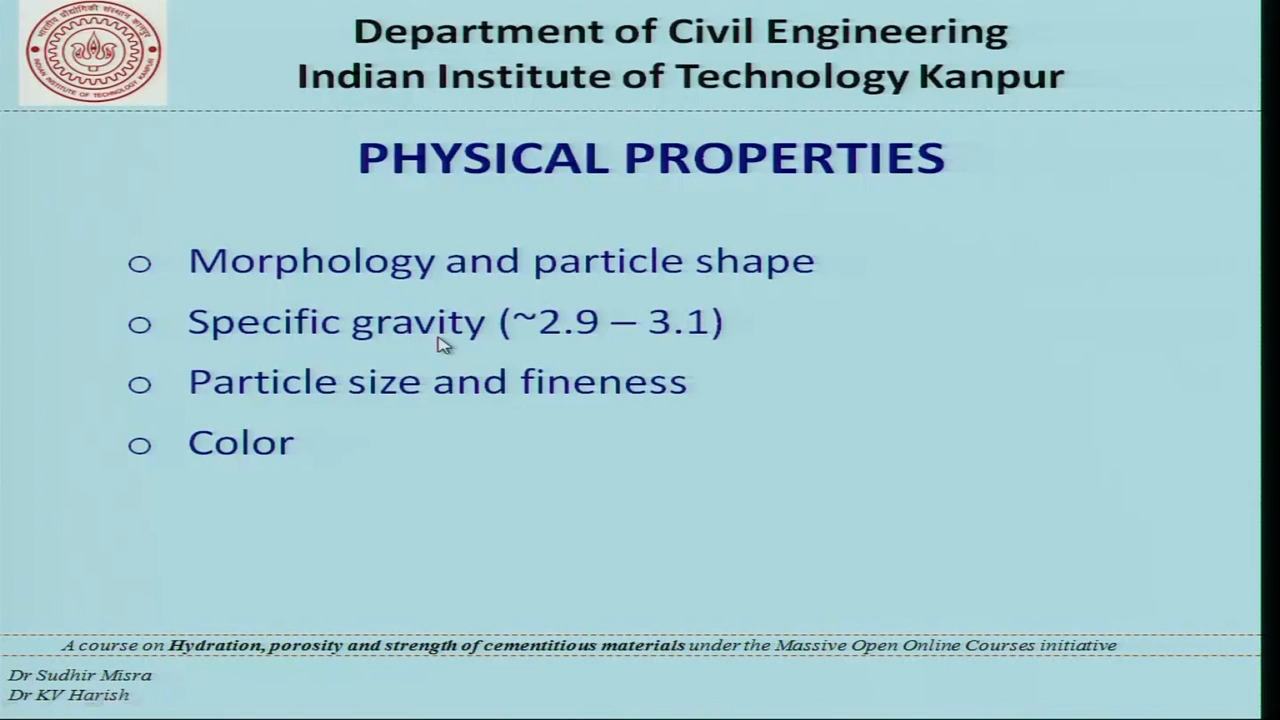 Department of Civil Engineering
Indian Institute of Technology Kanpur
PHYSICAL PROPERTIES
o Morphology and particle shape
o Specific gravity (~2.9 – 3.1)
o Particle size and fineness
o Color
A course on Hydration, porosity and strength of cementitious materials under the Massive Open Online Courses initiative
Dr Sudhir Misra
Dr KV Harish